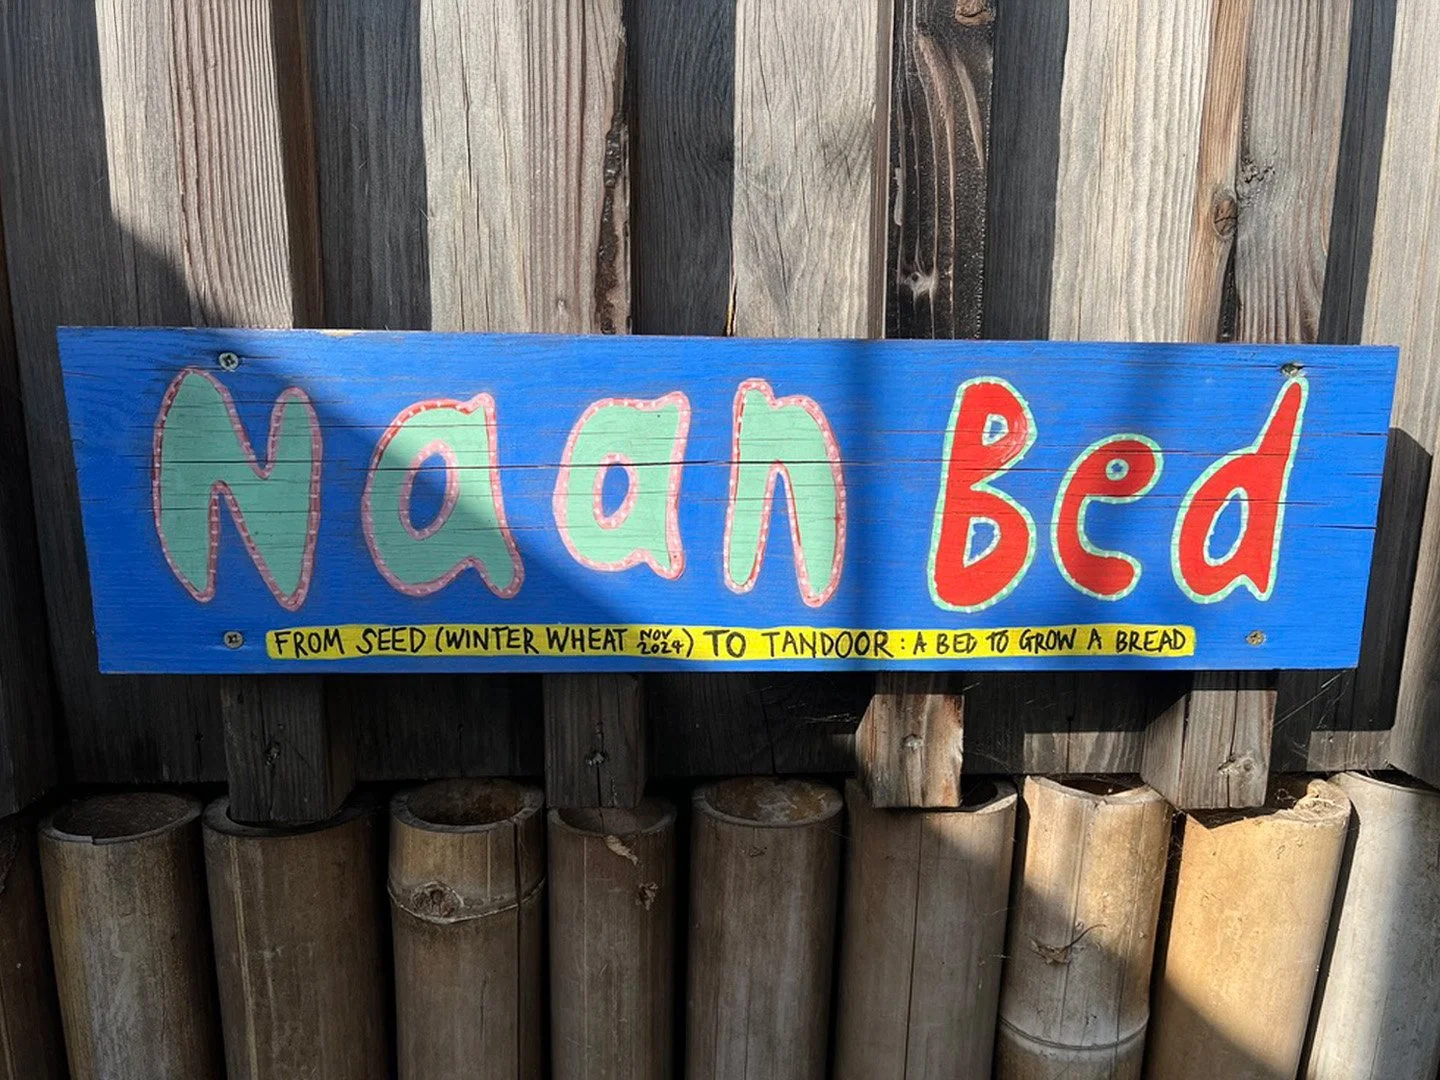 Naan Bed
FROM SEED (WINTER WHEAT NOV 2024) TO TANDOOR : A BED TO GROW A BREAD